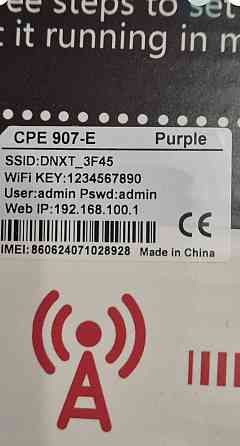 ee steps to set
it running in m
CPE 907-E Purple
SSID:DNXT_3F45
WiFi KEY:1234567890
User:admin Pswd:admin
Web IP:192.168.100.1
CE
IMEI:860624071028928 Made in China